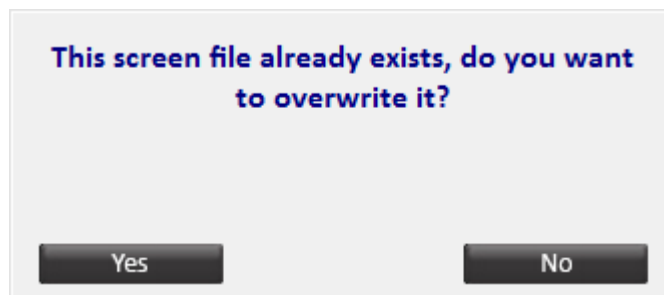 This screen file already exists, do you want
to overwrite it?
Yes
No